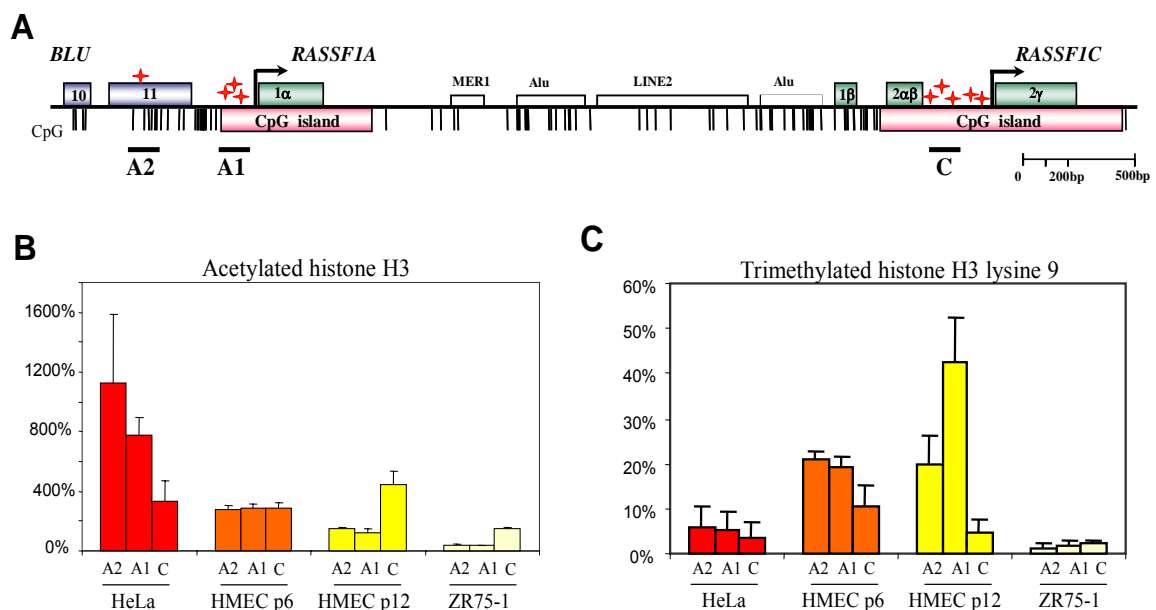 A
BLU
RASSF1A
RASSF1C
10
11
1α
MER1
Alu
LINE2
Alu
1β
2αβ
2γ
CpG
CpG island
CpG island
A2
A1
C
0
200bp
500bp
B
Acetylated histone H3
1600%
1200%
800%
400%
0%
A2 A1 C
A2 A1 C
A2 A1 C
A2 A1 C
HeLa
HMEC p6
HMEC p12
ZR75-1
C
Trimethylated histone H3 lysine 9
60%
50%
40%
30%
20%
10%
0%
A2 A1 C
A2 A1 C
A2 A1 C
A2 A1 C
HeLa
HMEC p6
HMEC p12
ZR75-1